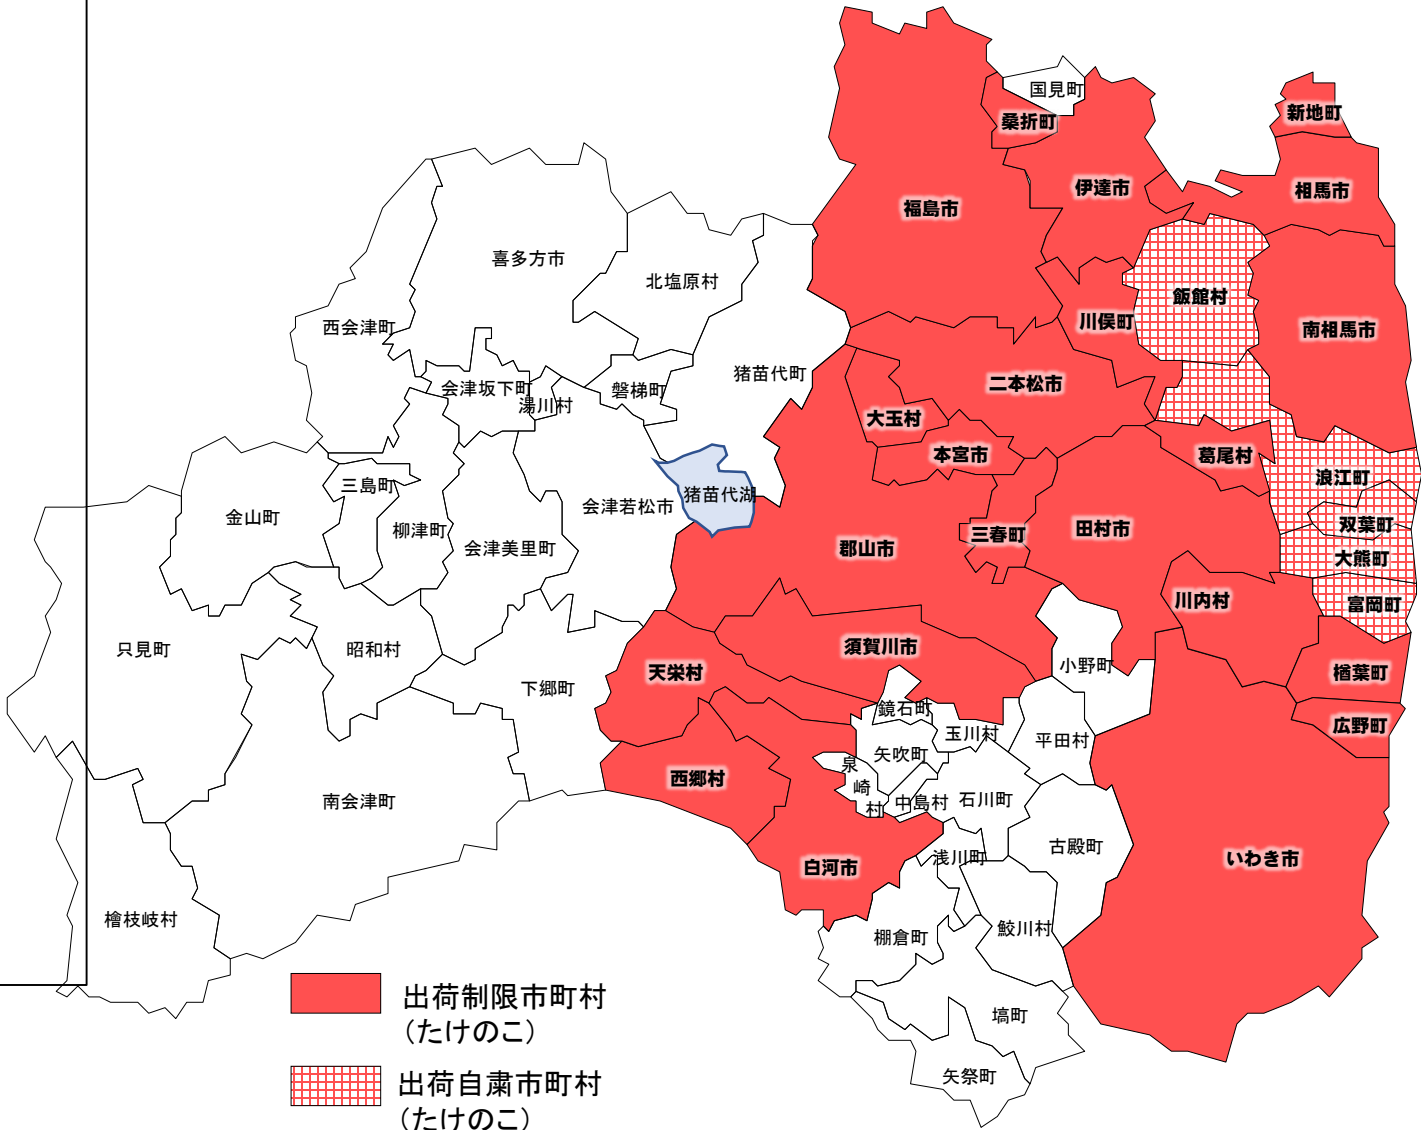 国見町
桑折町
新地町
伊達市
相馬市
福島市
喜多方市
北塩原村
飯館村
西会津町
川俣町
南相馬市
猪苗代町
二本松市
会津坂下町
磐梯町
湯川村
大玉村
本宮市
葛尾村
浪江町
三島町
猪苗代湖
会津若松市
金山町
柳津町
双葉町
田村市
三春町
会津美里町
郡山市
大熊町
川内村
富岡町
只見町
昭和村
須賀川市
小野町
天栄村
楢葉町
下郷町
鏡石町
広野町
玉川村
平田村
矢吹町
泉
崎
村
西郷村
南会津町
中島村
石川町
古殿町
浅川町
いわき市
白河市
檜枝岐村
鮫川村
棚倉町
塙町
矢祭町
出荷制限市町村
（たけのこ）
出荷自粛市町村
（たけのこ）